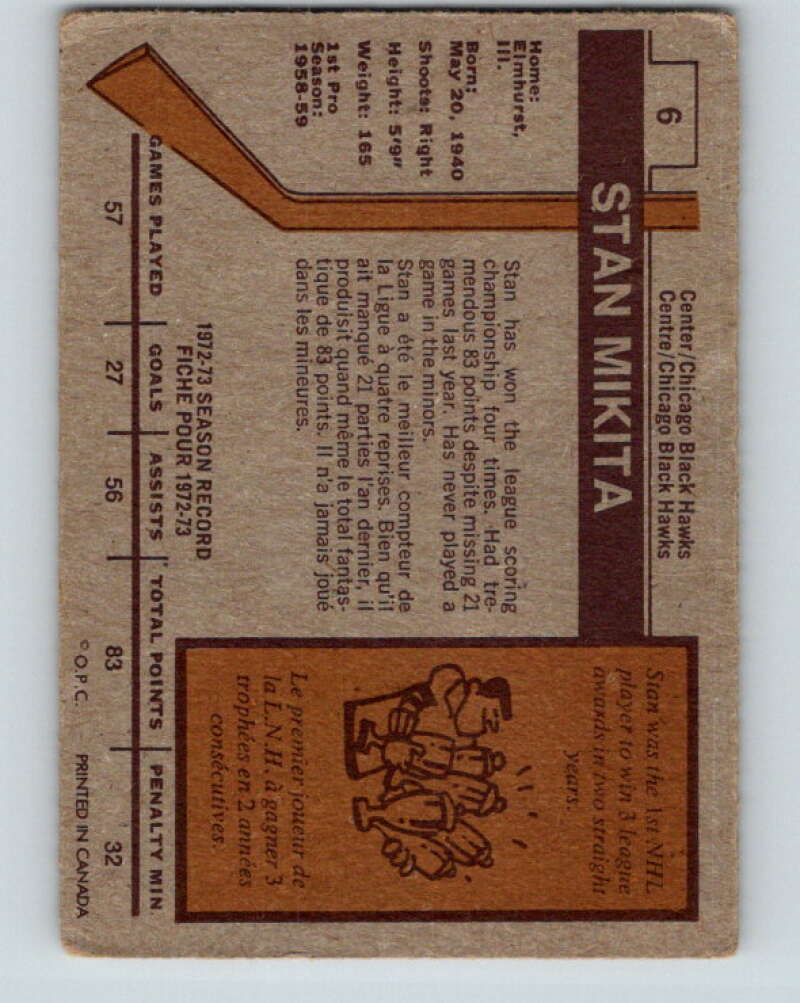 6
Center/Chicago Black Hawks
Centre/Chicago Black Hawks
STAN MIKITA
Home:
Elmhurst,
Ill.
Born:
May 20, 1940
Shoots: Right
Height: 5'9"
Weight: 165
1st Pro
Season:
1958-59
Stan has won the league scoring
championship four times. Had tre-
mendous 83 points despite missing 21
games last year. Has never played a
game in the minors.
Stan a été le meilleur compteur de
la Ligue à quatre reprises. Bien qu'il
ait manqué 21 parties l'an dernier, il
produisit quand même le total fantas-
tique de 83 points. Il n'a jamais joué
dans les mineures.
Stan was the 1st NHL
player to win 3 league
awards in two straight
years.
Le premier joueur de
la L.N.H. à gagner 3
trophées en 2 années
consécutives.
1972-73 SEASON RECORD
FICHE POUR 1972-73
GAMES PLAYED GOALS ASSISTS TOTAL POINTS PENALTY MIN.
57 27 56 83 32
© O.P.C. PRINTED IN CANADA